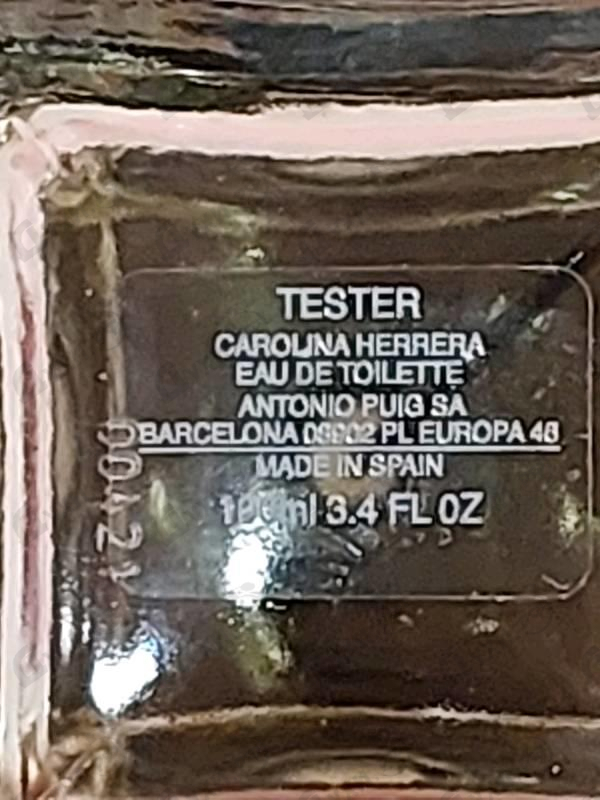 TESTER
CAROLINA HERRERA
EAU DE TOILETTE
ANTONIO PUIG SA
BARCELONA PL EUROPA 46
MADE IN SPAIN
100ml 3.4 FL OZ